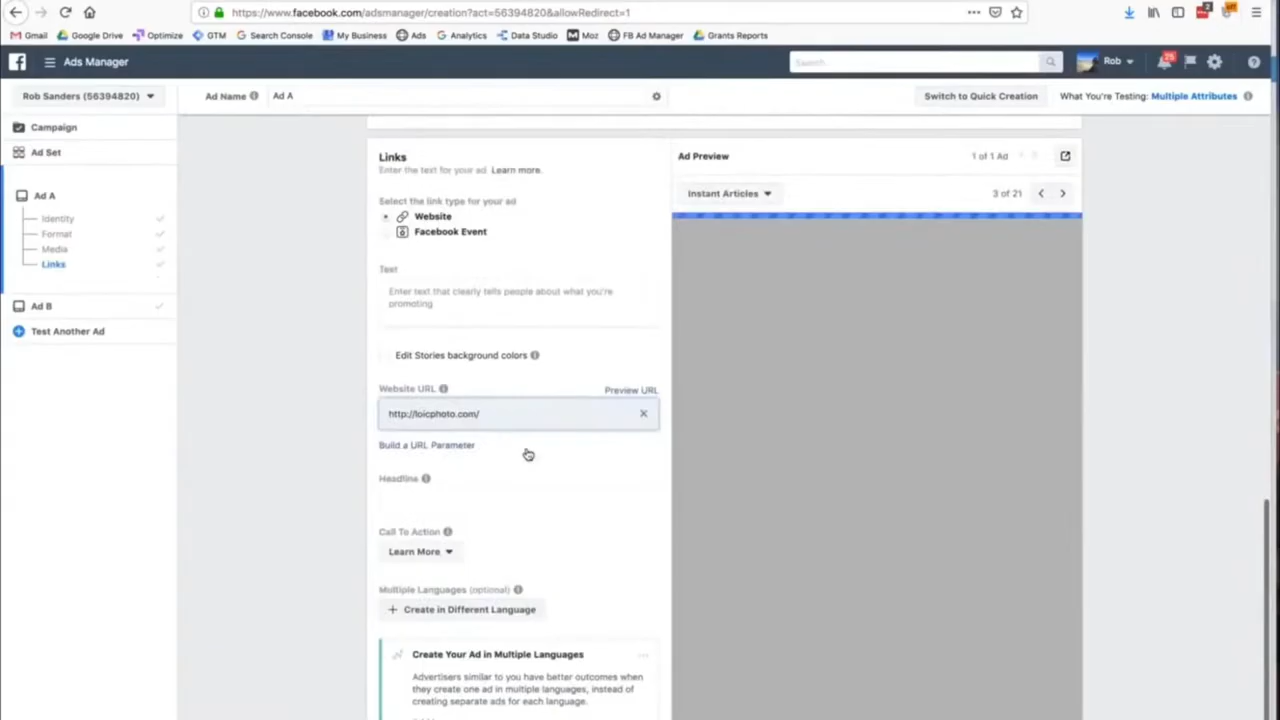 https://www.facebook.com/adsmanager/creation?act=56394820&allowRedirect=1
Gmail Google Drive Optimize GTM Search Console My Business Ads Analytics Data Studio Moz FB Ad Manager Grants Reports
Ads Manager Search... Rob 25
Rob Sanders (56394820) Ad Name Ad A Switch to Quick Creation What You're Testing: Multiple Attributes
Campaign
Ad Set
Ad A
Identity
Format
Media
Links
Ad B
Test Another Ad
Links
Enter the text for your ad. Learn more.
Select the link type for your ad
Website
Facebook Event
Text
Enter text that clearly tells people about what you're
promoting
Edit Stories background colors
Website URL Preview URL
http://loicphoto.com/
Build a URL Parameter
Headline
Call To Action
Learn More
Multiple Languages (optional)
+ Create in Different Language
Create Your Ad in Multiple Languages
Advertisers similar to you have better outcomes when
they create one ad in multiple languages, instead of
creating separate ads for each language.
Ad Preview 1 of 1 Ad
Instant Articles 3 of 21